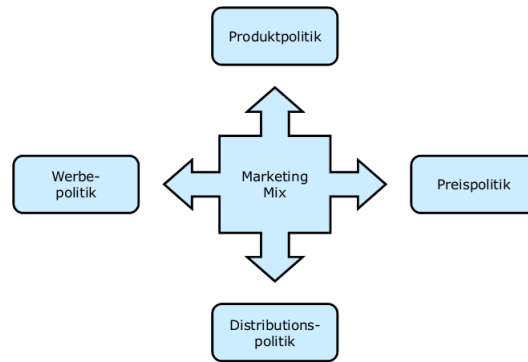 Produktpolitik
Werbe-
politik
Marketing
Mix
Preispolitik
Distributions-
politik